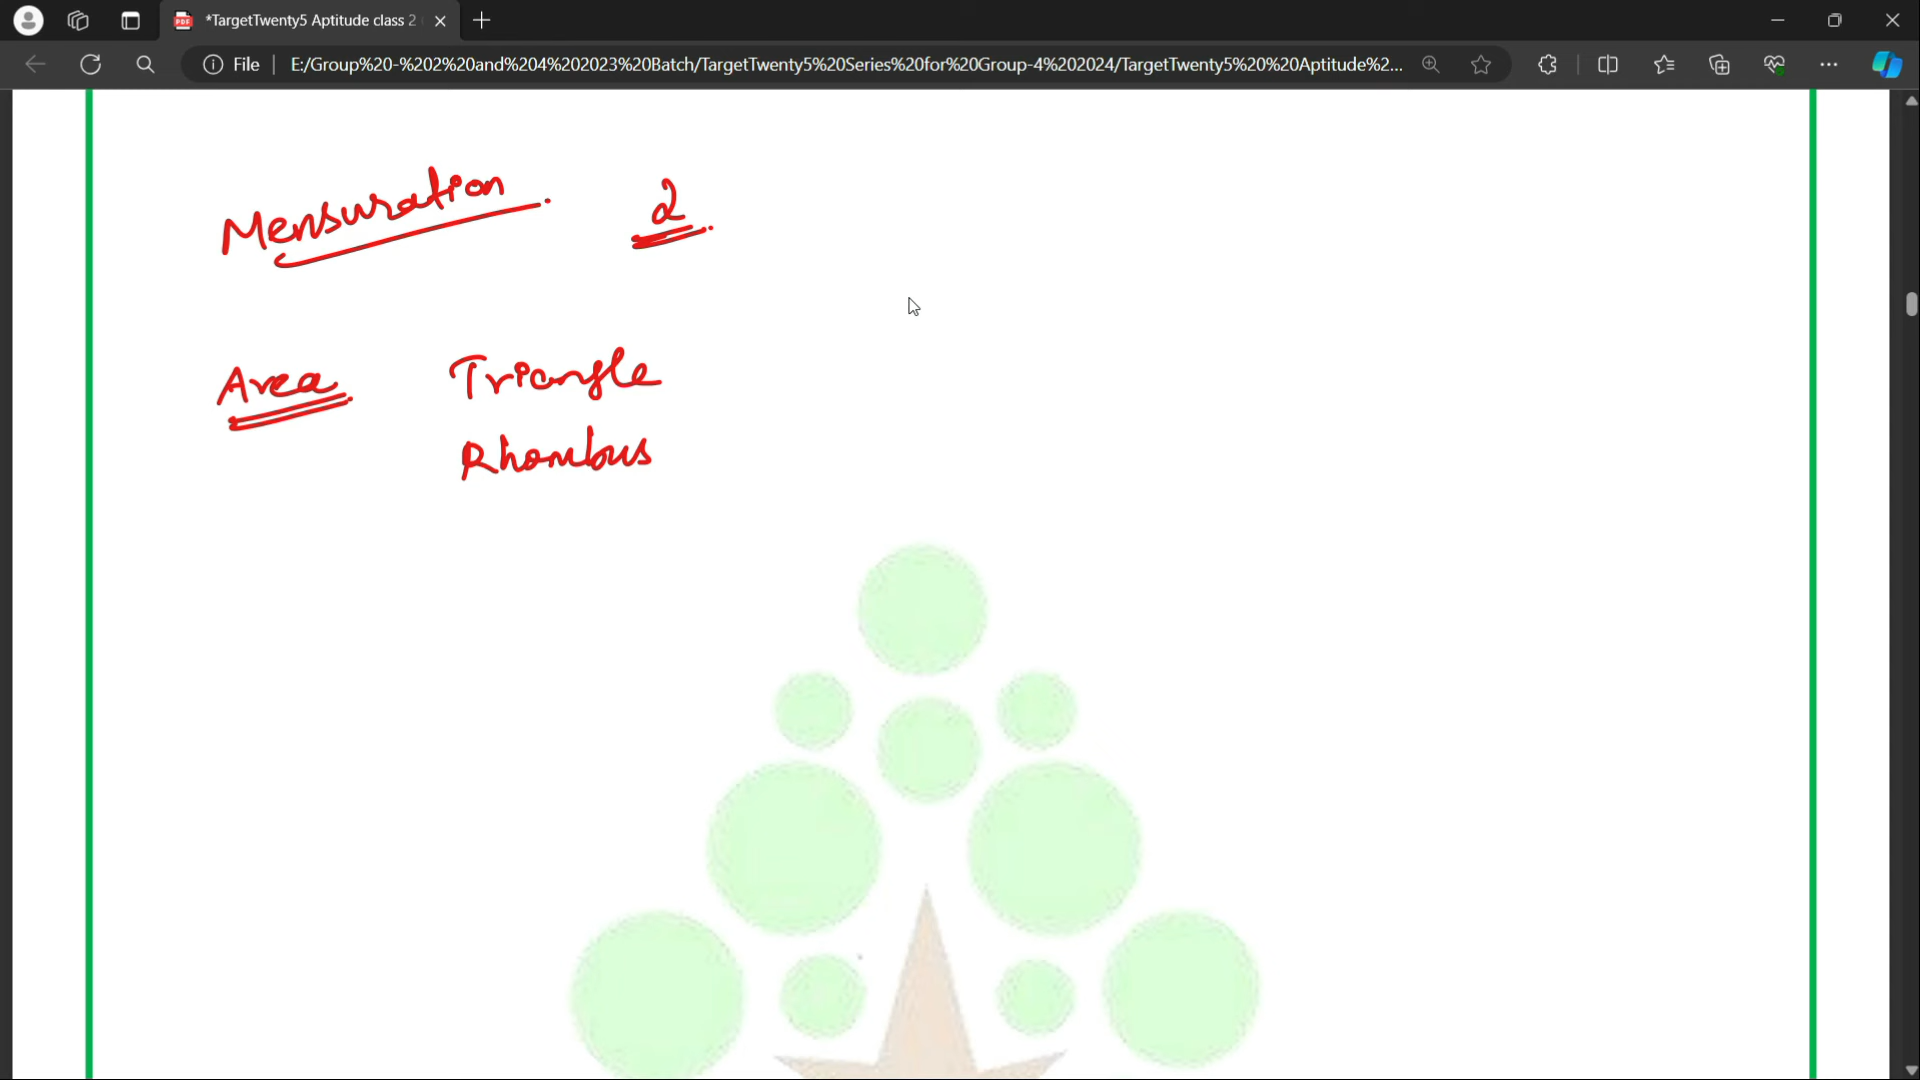 *TargetTwenty5 Aptitude class 2
File
E:/Group%20-%202%20and%204%202023%20Batch/TargetTwenty5%20Series%20for%20Group-4%202024/TargetTwenty5%20%20Aptitude%2...
Mensuration. 2
Area Triangle
Rhombus